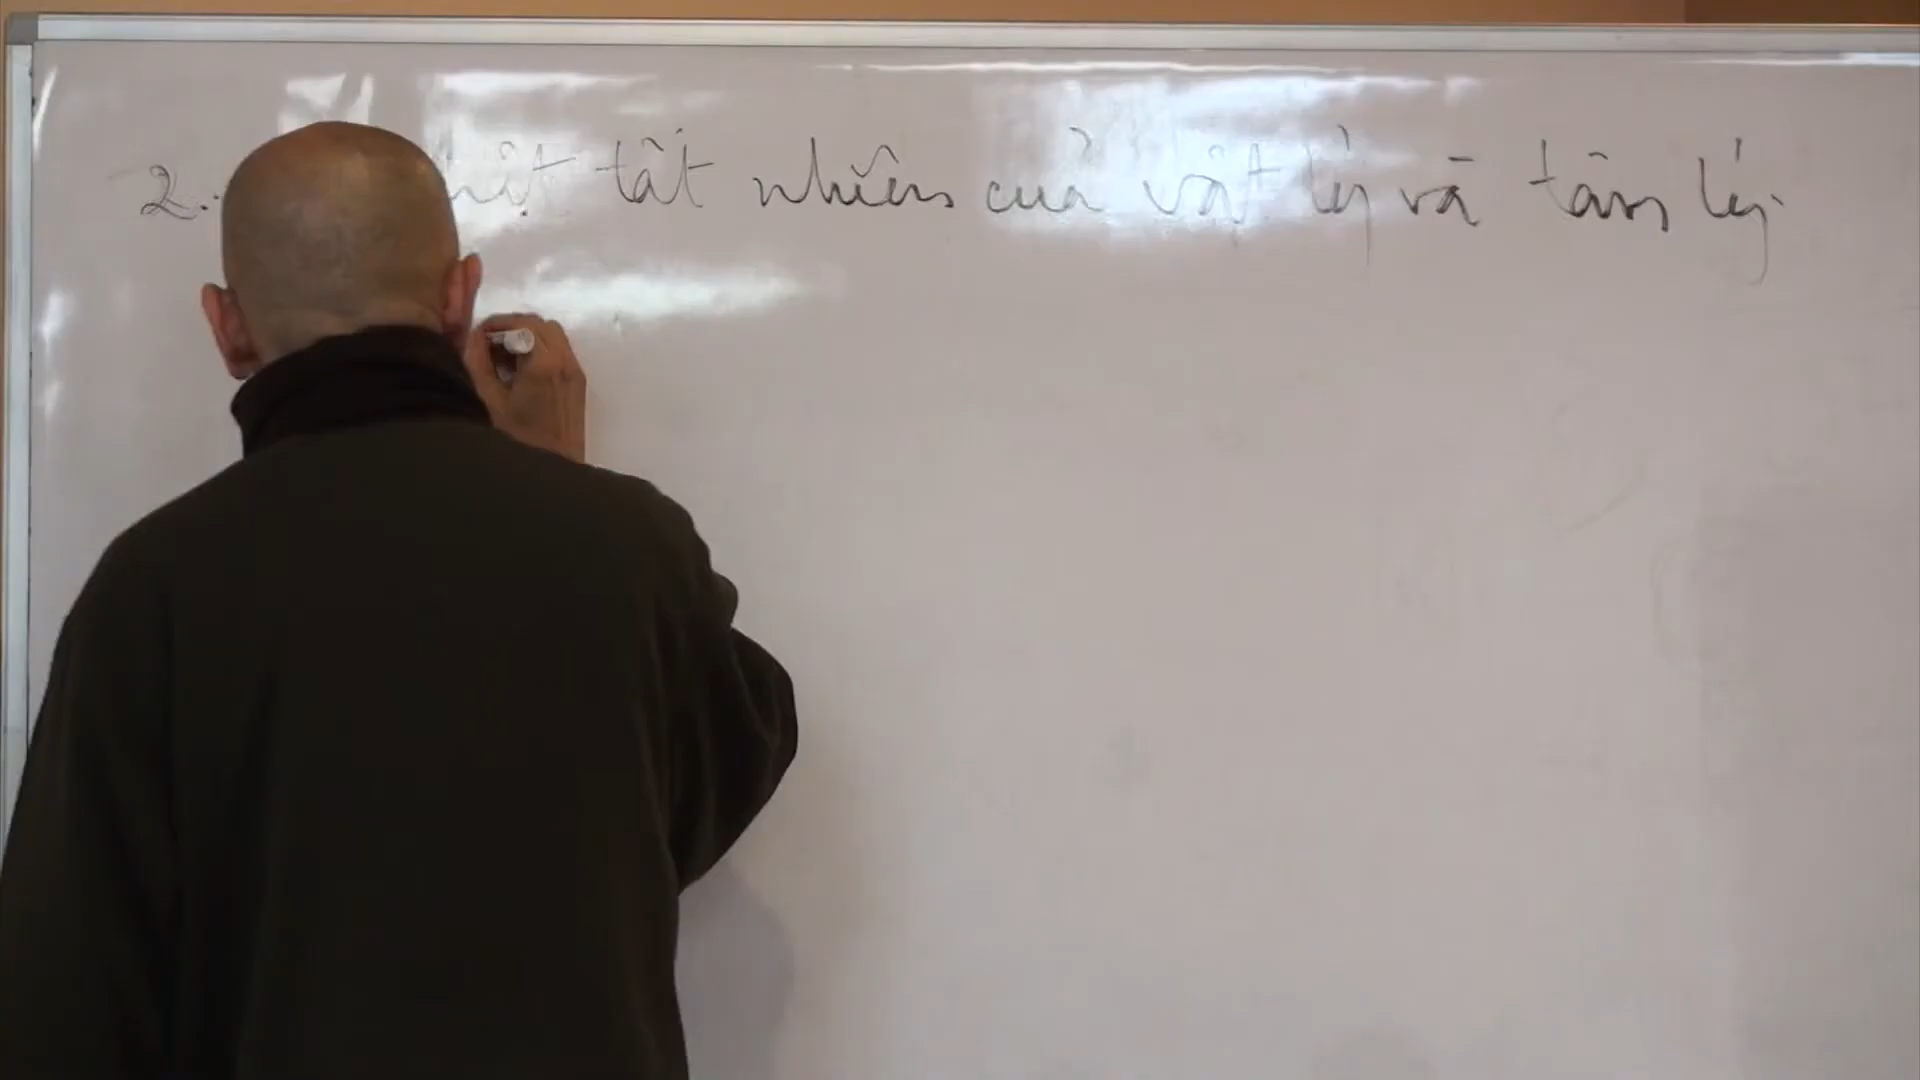 2. tất nhiên của vật lý và tâm lý.